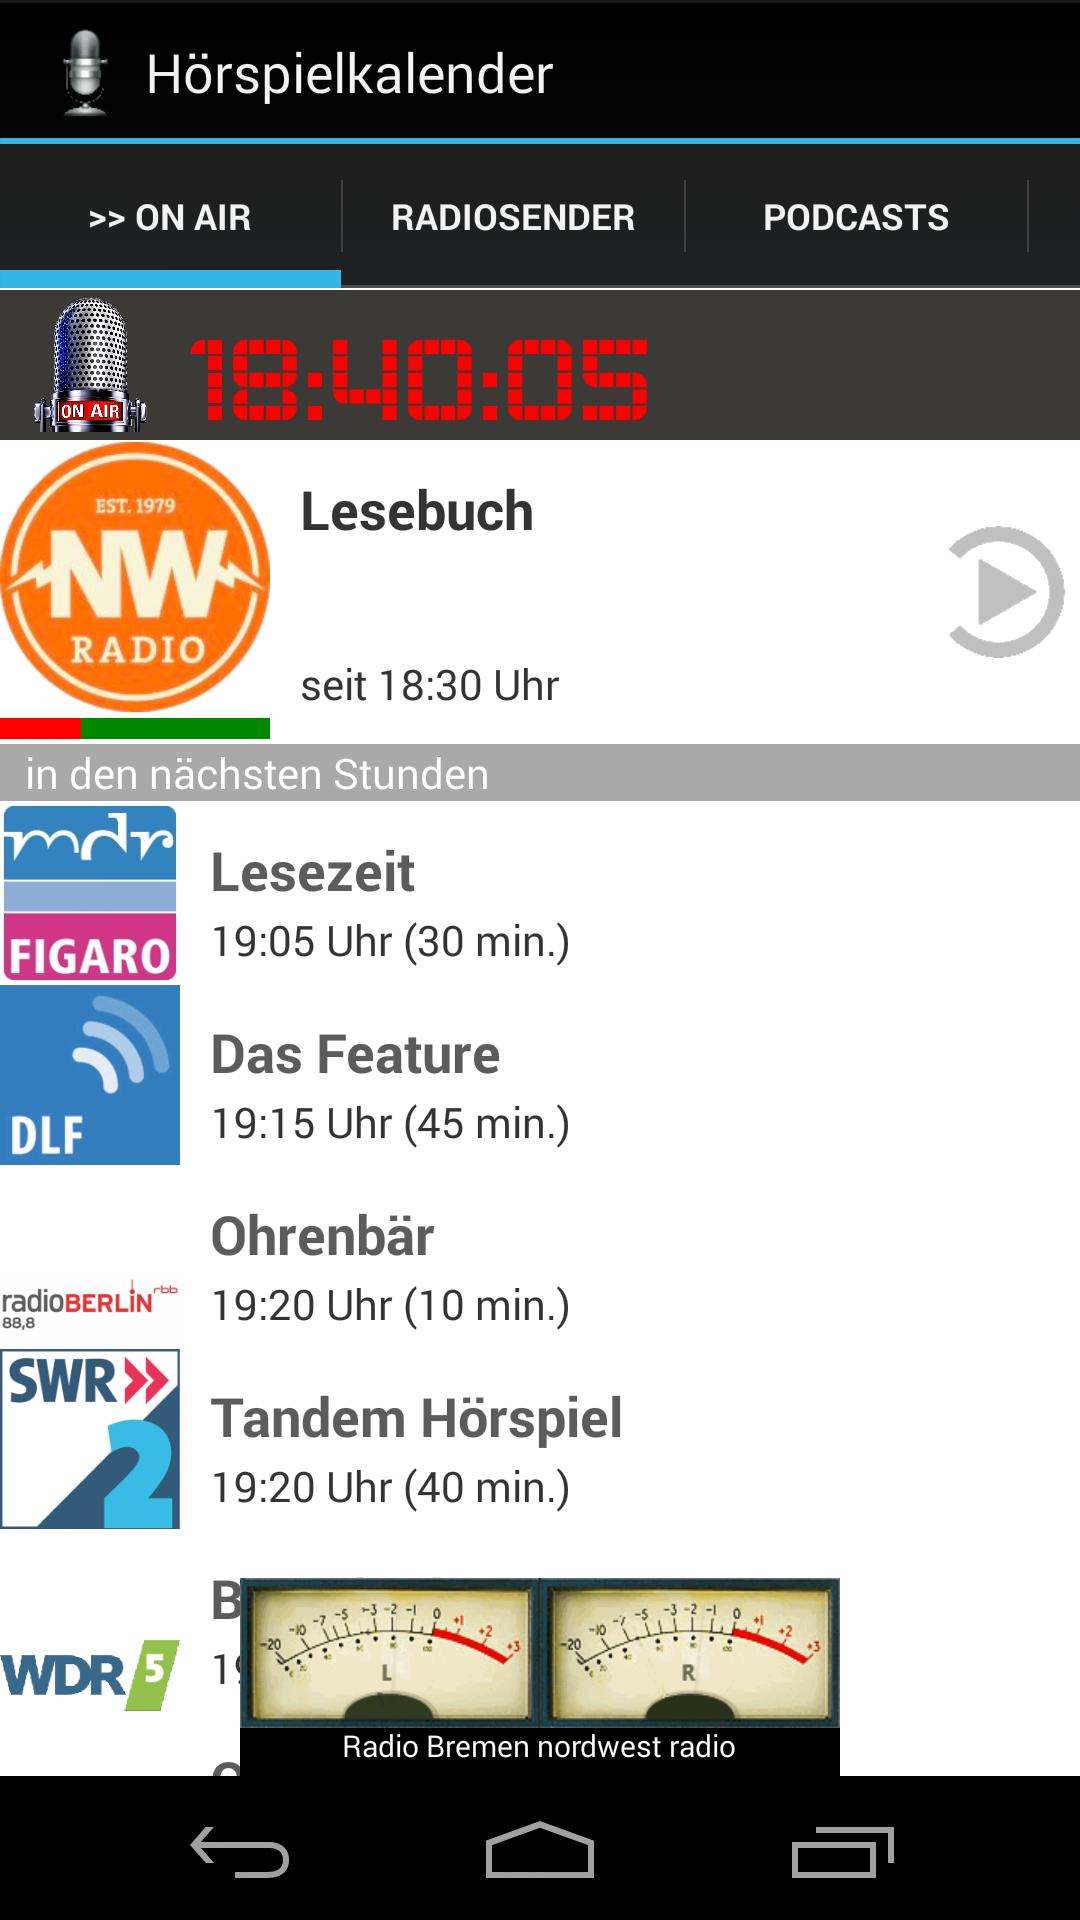 Hörspielkalender
>> ON AIR
RADIOSENDER
PODCASTS
ON AIR
18:40:05
EST. 1979
NW
RADIO
Lesebuch
seit 18:30 Uhr
in den nächsten Stunden
mdr
FIGARO
Lesezeit
19:05 Uhr (30 min.)
DLF
Das Feature
19:15 Uhr (45 min.)
radioBERLIN rbb
88,8
Ohrenbär
19:20 Uhr (10 min.)
SWR»
2
Tandem Hörspiel
19:20 Uhr (40 min.)
WDR 5
-20 -10 -7 -5 -3 -2 -1 0 +1 +2 +3
L
-20 -10 -7 -5 -3 -2 -1 0 +1 +2 +3
R
Radio Bremen nordwest radio